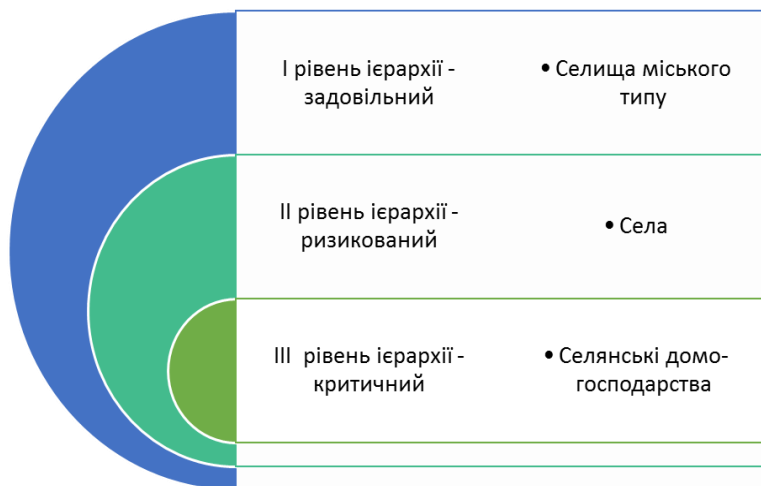 І рівень ієрархії -
задовільний
• Селища міського
типу
ІІ рівень ієрархії -
ризикований
• Села
ІІІ рівень ієрархії -
критичний
• Селянські домо-
господарства